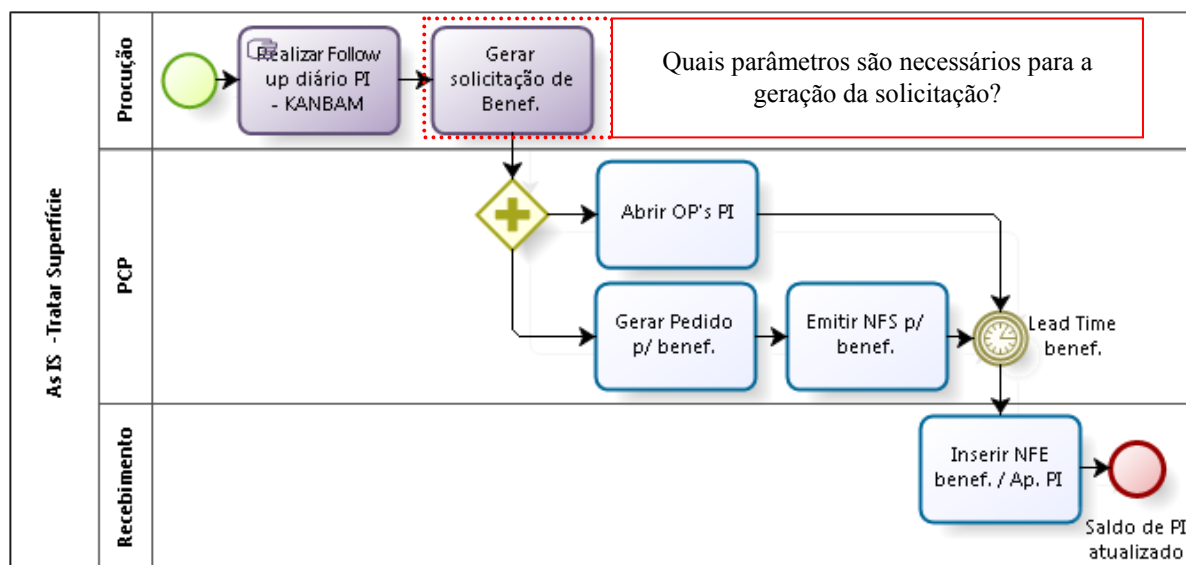 As IS -Tratar Superfície
Procução
Realizar Follow
up diário PI
- KANBAM
Gerar
solicitação de
Benef.
Quais parâmetros são necessários para a
geração da solicitação?
PCP
Abrir OP's PI
Gerar Pedido
p/ benef.
Emitir NFS p/
benef.
Lead Time
benef.
Recebimento
Inserir NFE
benef. / Ap. PI
Saldo de PI
atualizado